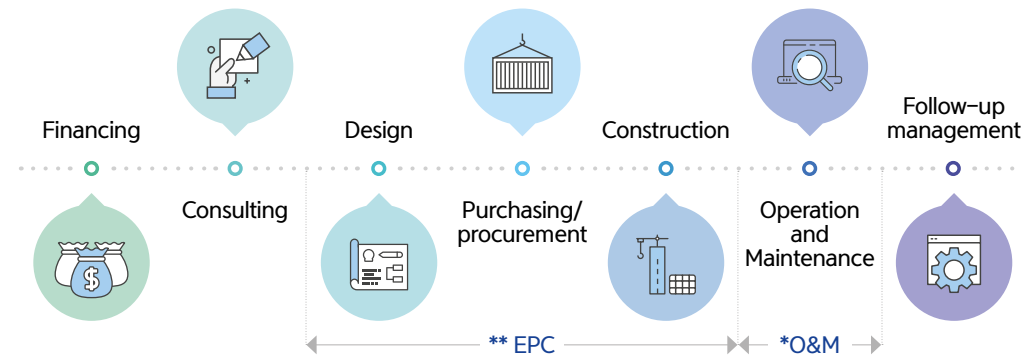 Financing
Consulting
Design
Purchasing/
procurement
Construction
Operation
and
Maintenance
Follow-up
management
$
** EPC
*O&M